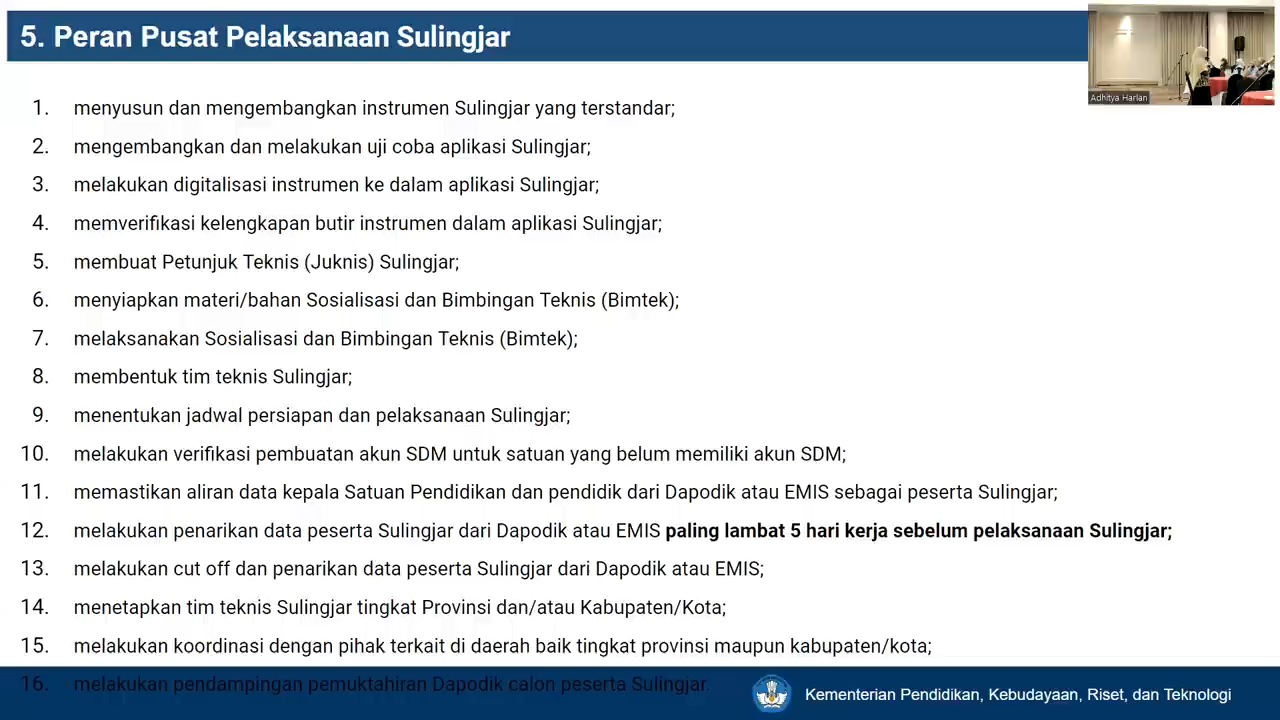 5. Peran Pusat Pelaksanaan Sulingjar
Adhitya Harlan
1. menyusun dan mengembangkan instrumen Sulingjar yang terstandar;
2. mengembangkan dan melakukan uji coba aplikasi Sulingjar;
3. melakukan digitalisasi instrumen ke dalam aplikasi Sulingjar;
4. memverifikasi kelengkapan butir instrumen dalam aplikasi Sulingjar;
5. membuat Petunjuk Teknis (Juknis) Sulingjar;
6. menyiapkan materi/bahan Sosialisasi dan Bimbingan Teknis (Bimtek);
7. melaksanakan Sosialisasi dan Bimbingan Teknis (Bimtek);
8. membentuk tim teknis Sulingjar;
9. menentukan jadwal persiapan dan pelaksanaan Sulingjar;
10. melakukan verifikasi pembuatan akun SDM untuk satuan yang belum memiliki akun SDM;
11. memastikan aliran data kepala Satuan Pendidikan dan pendidik dari Dapodik atau EMIS sebagai peserta Sulingjar;
12. melakukan penarikan data peserta Sulingjar dari Dapodik atau EMIS paling lambat 5 hari kerja sebelum pelaksanaan Sulingjar;
13. melakukan cut off dan penarikan data peserta Sulingjar dari Dapodik atau EMIS;
14. menetapkan tim teknis Sulingjar tingkat Provinsi dan/atau Kabupaten/Kota;
15. melakukan koordinasi dengan pihak terkait di daerah baik tingkat provinsi maupun kabupaten/kota;
16. melakukan pendampingan pemuktahiran Dapodik calon peserta Sulingjar.
Kementerian Pendidikan, Kebudayaan, Riset, dan Teknologi